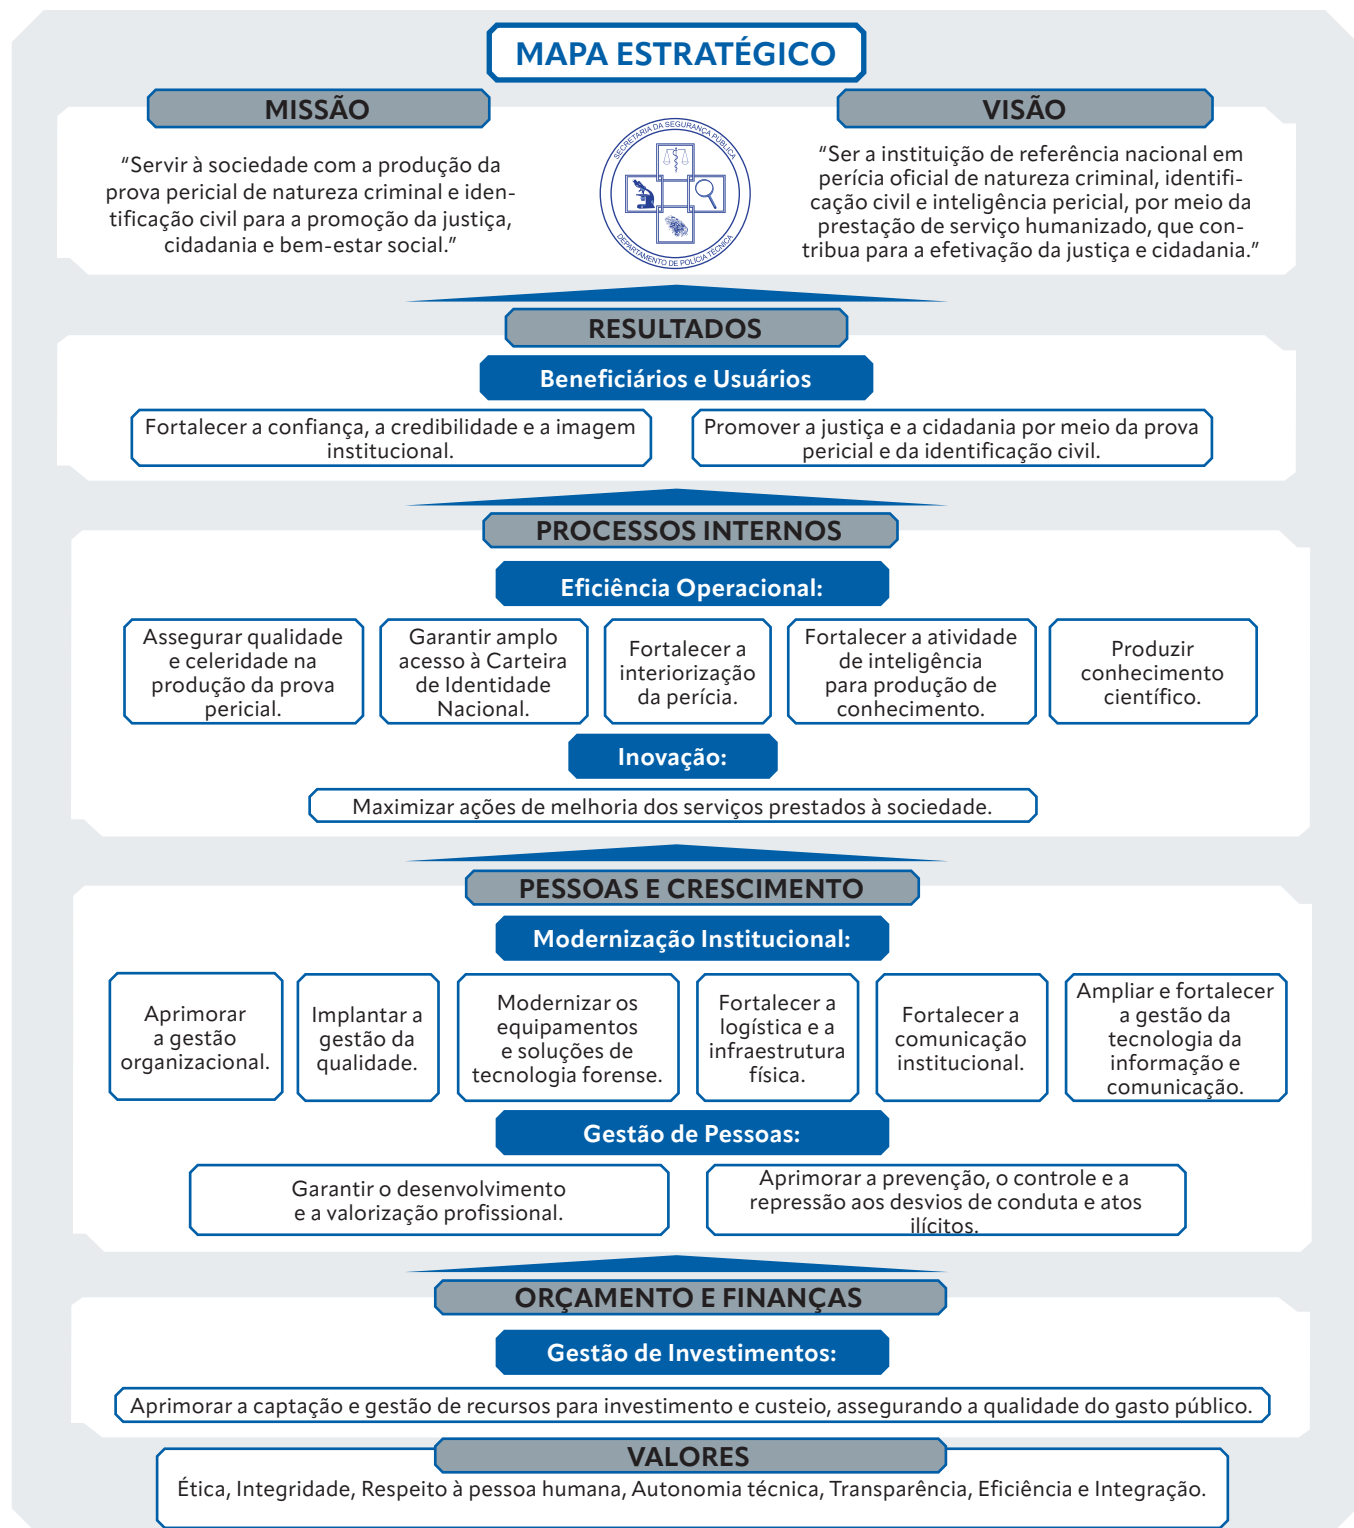 MAPA ESTRATÉGICO
MISSÃO
“Servir à sociedade com a produção da
prova pericial de natureza criminal e iden-
tificação civil para a promoção da justiça,
cidadania e bem-estar social.”
SECRETARIA DA SEGURANÇA PÚBLICA
DEPARTAMENTO DE POLÍCIA TÉCNICA
VISÃO
“Ser a instituição de referência nacional em
perícia oficial de natureza criminal, identifi-
cação civil e inteligência pericial, por meio da
prestação de serviço humanizado, que con-
tribua para a efetivação da justiça e cidadania.”
RESULTADOS
Beneficiários e Usuários
Fortalecer a confiança, a credibilidade e a imagem
institucional.
Promover a justiça e a cidadania por meio da prova
pericial e da identificação civil.
PROCESSOS INTERNOS
Eficiência Operacional:
Assegurar qualidade
e celeridade na
produção da prova
pericial.
Garantir amplo
acesso à Carteira
de Identidade
Nacional.
Fortalecer a
interiorização
da perícia.
Fortalecer a atividade
de inteligência
para produção de
conhecimento.
Produzir
conhecimento
científico.
Inovação:
Maximizar ações de melhoria dos serviços prestados à sociedade.
PESSOAS E CRESCIMENTO
Modernização Institucional:
Aprimorar
a gestão
organizacional.
Implantar a
gestão da
qualidade.
Modernizar os
equipamentos
e soluções de
tecnologia forense.
Fortalecer a
logística e a
infraestrutura
física.
Fortalecer a
comunicação
institucional.
Ampliar e fortalecer
a gestão da
tecnologia da
informação e
comunicação.
Gestão de Pessoas:
Garantir o desenvolvimento
e a valorização profissional.
Aprimorar a prevenção, o controle e a
repressão aos desvios de conduta e atos
ilícitos.
ORÇAMENTO E FINANÇAS
Gestão de Investimentos:
Aprimorar a captação e gestão de recursos para investimento e custeio, assegurando a qualidade do gasto público.
VALORES
Ética, Integridade, Respeito à pessoa humana, Autonomia técnica, Transparência, Eficiência e Integração.